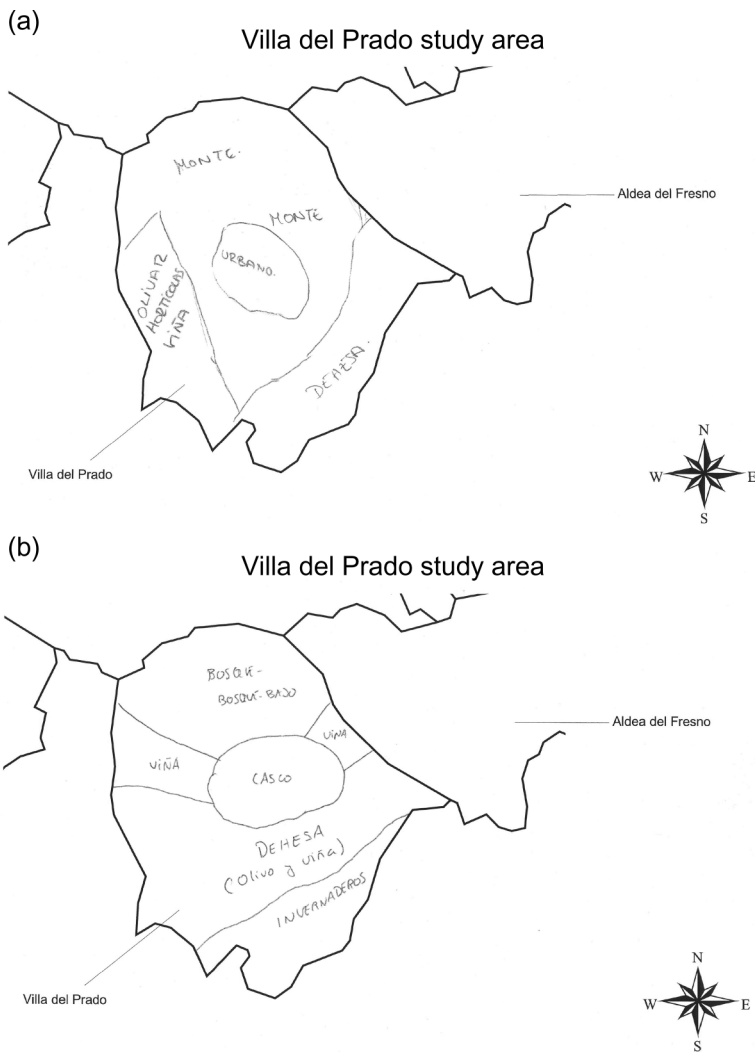 (a)
Villa del Prado study area
MONTE.
Aldea del Fresno
MONTE
URBANO.
OLIVAR
HORTÍCOLAS
VIÑA
DEHESA.
Villa del Prado
N
W E
S
(b)
Villa del Prado study area
BOSQUE-
BOSQUE-BAJO
Aldea del Fresno
VIÑA
VIÑA
CASCO
DEHESA
(Olivo y viña)
INVERNADEROS
Villa del Prado
N
W E
S